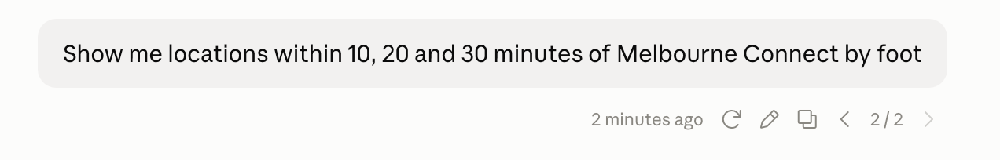 Show me locations within 10, 20 and 30 minutes of Melbourne Connect by foot
2 minutes ago 2 / 2